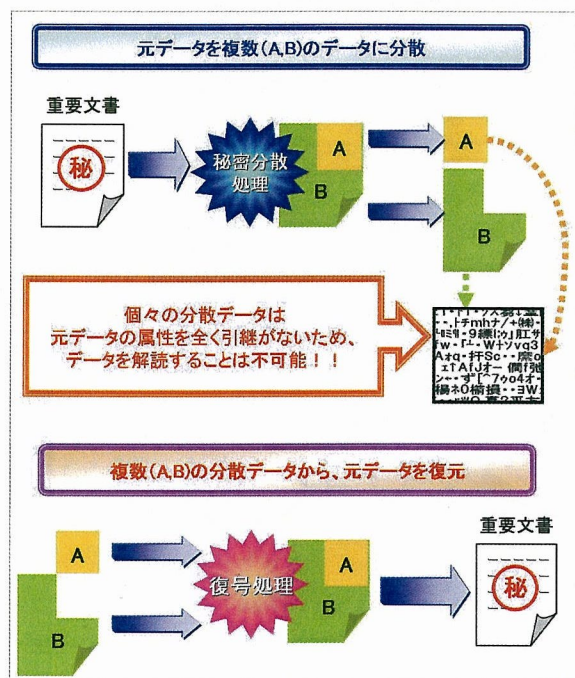 元データを複数(A,B)のデータに分散
重要文書
秘
秘密分散
処理
A
B
A
B
個々の分散データは
元データの属性を全く引継がないため、
データを解読することは不可能！！
複数(A,B)の分散データから、元データを復元
A
B
復号処理
A
B
重要文書
秘